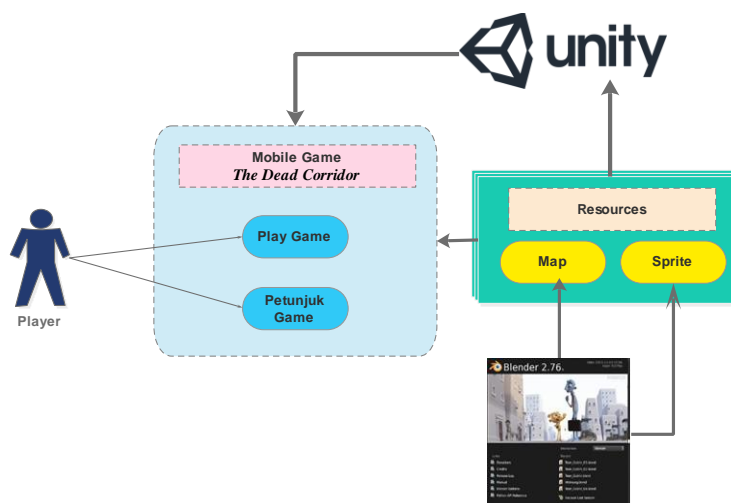 unity
Mobile Game
The Dead Corridor
Resources
Play Game
Map
Sprite
Petunjuk
Game
Player
Blender 2.76